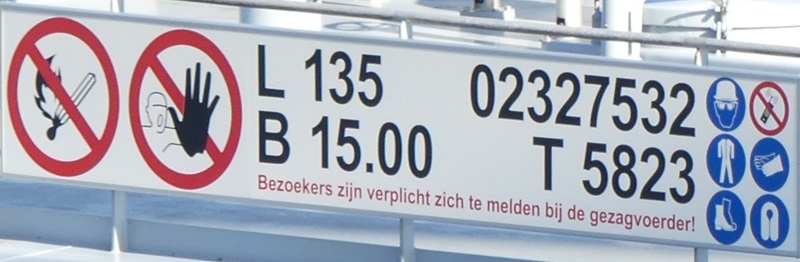 L 135
B 15.00
02327532
T 5823
Bezoekers zijn verplicht zich te melden bij de gezagvoerder!